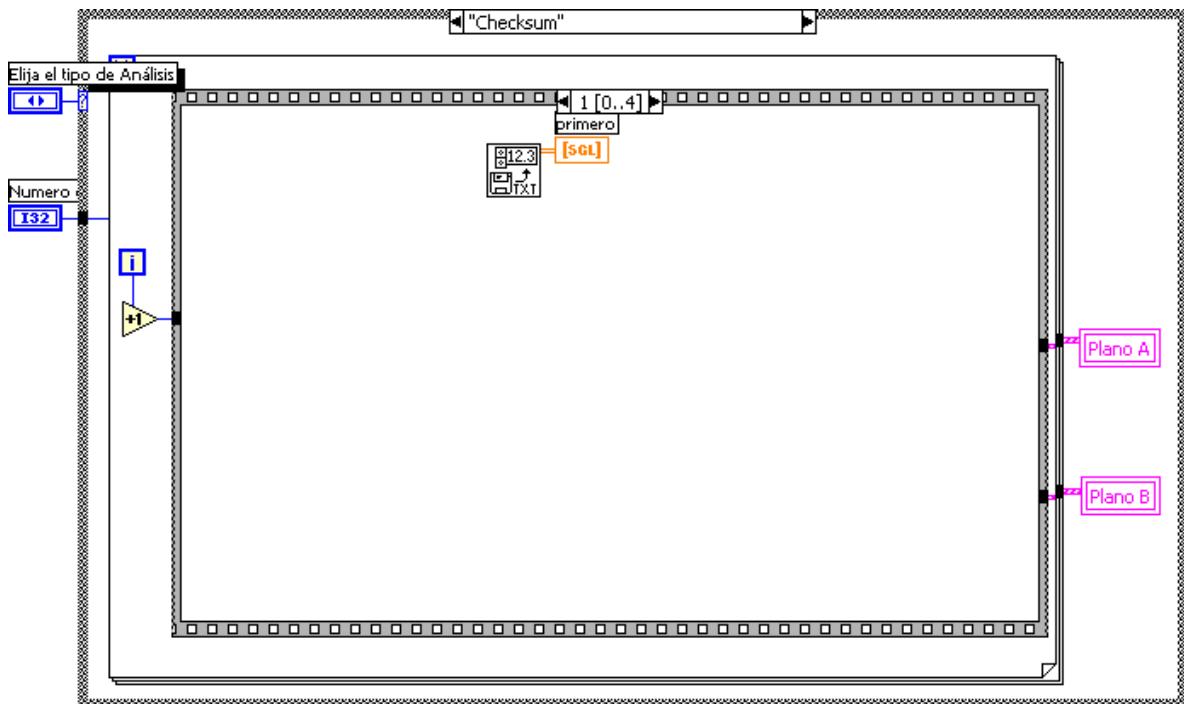 "Checksum"
Elija el tipo de Análisis
1 [0..4]
primero
12.3
[SGL]
TXT
Numero
I32
i
+1
Plano A
Plano B